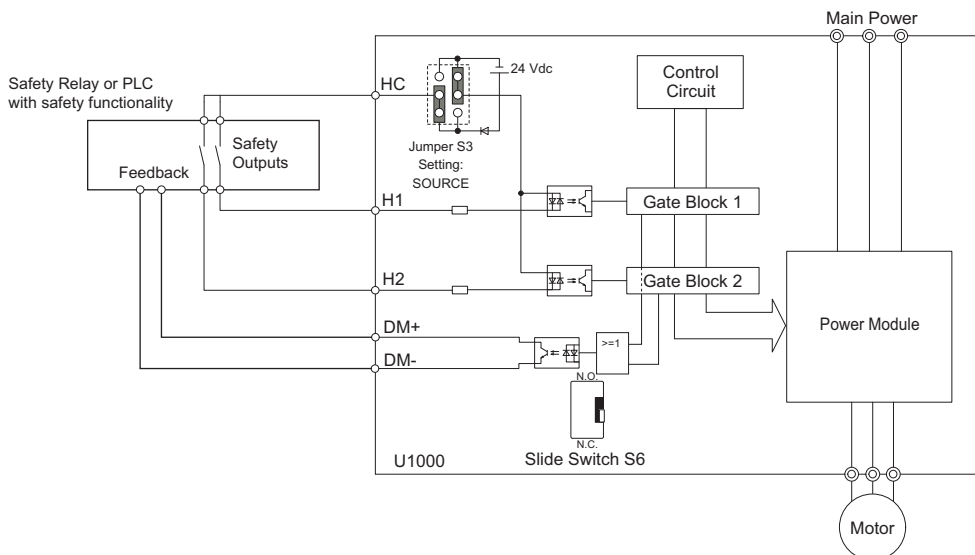 Main Power
Safety Relay or PLC
with safety functionality
HC
24 Vdc
Control
Circuit
Safety
Outputs
Feedback
Jumper S3
Setting:
SOURCE
H1
Gate Block 1
H2
Gate Block 2
DM+
>=1
Power Module
DM-
N.O.
N.C.
U1000
Slide Switch S6
Motor